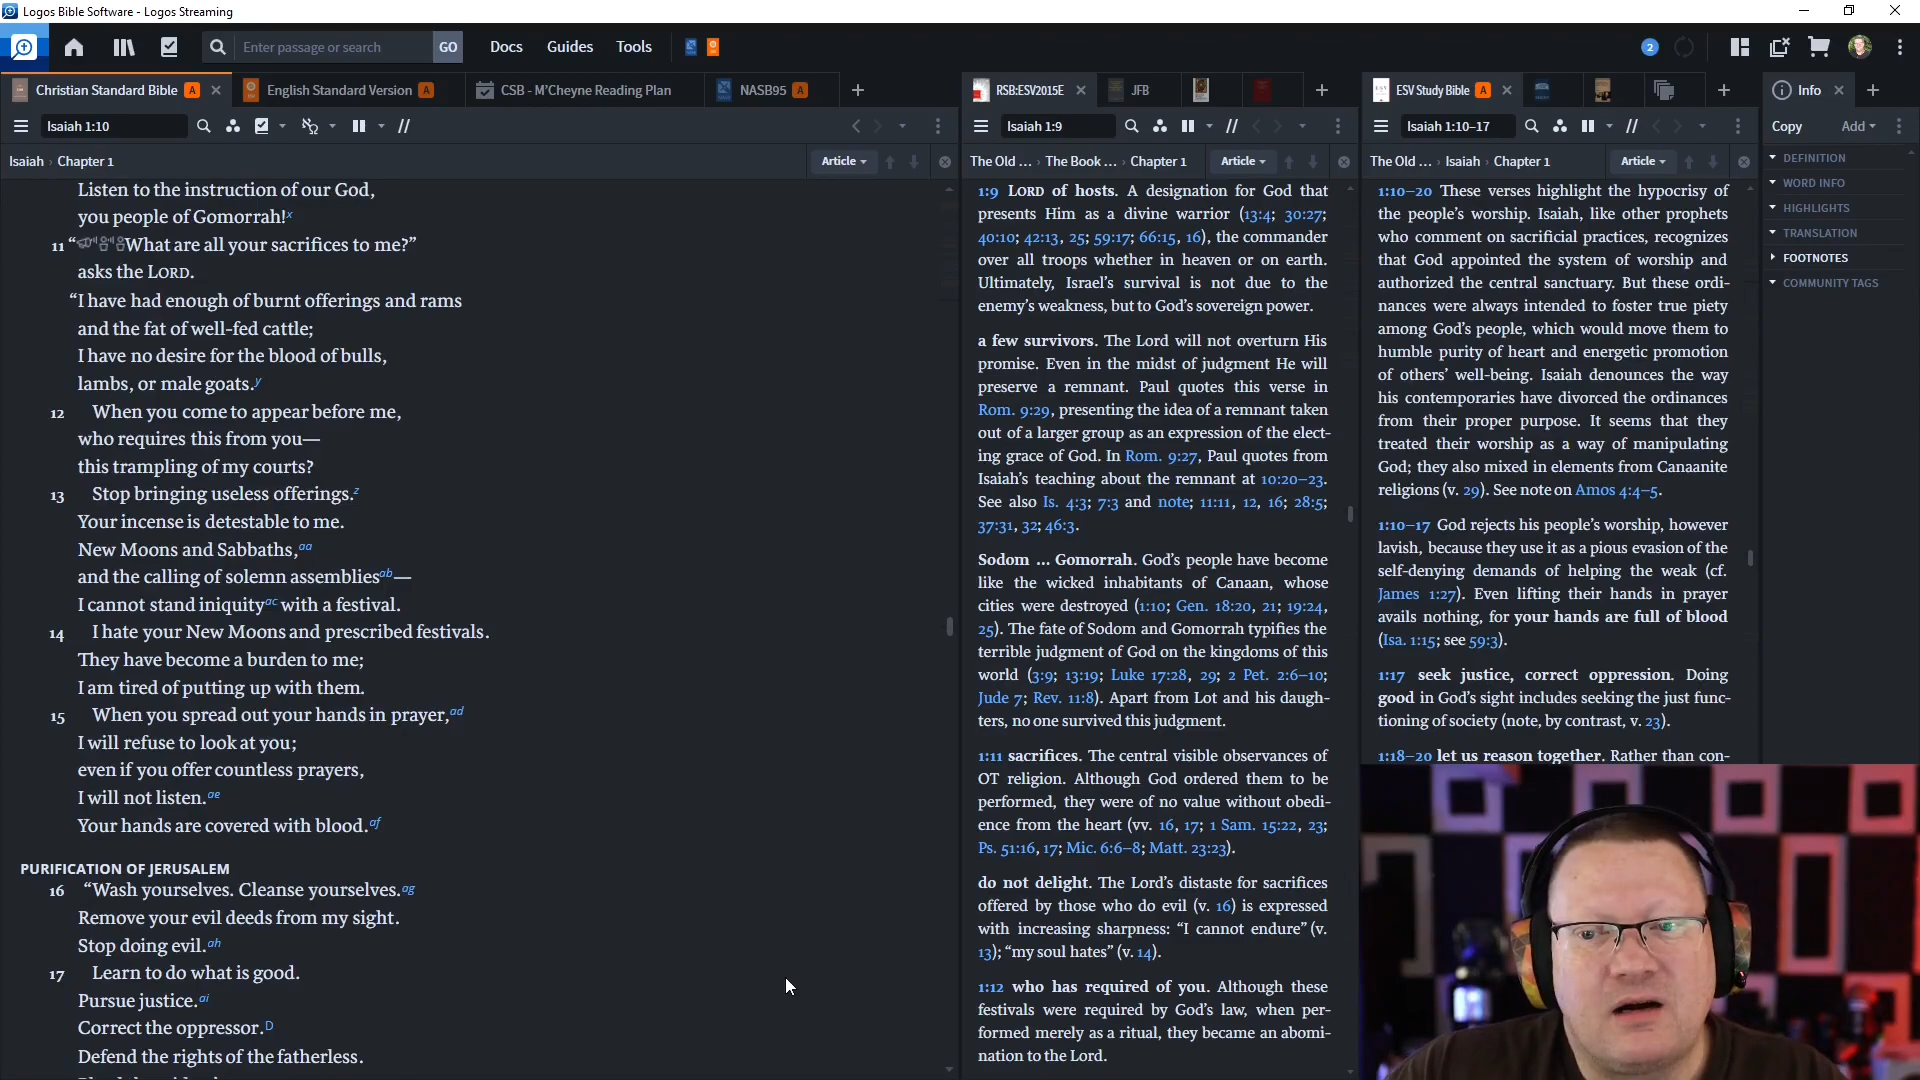 Logos Bible Software - Logos Streaming
Enter passage or search
GO
Docs
Guides
Tools
2
Christian Standard Bible A
English Standard Version A
CSB - M'Cheyne Reading Plan
NASB95 A
Isaiah 1:10
Isaiah › Chapter 1
Article
Listen to the instruction of our God,
you people of Gomorrah!x
11 “What are all your sacrifices to me?”
asks the LORD.
“I have had enough of burnt offerings and rams
and the fat of well-fed cattle;
I have no desire for the blood of bulls,
lambs, or male goats.y
12 When you come to appear before me,
who requires this from you—
this trampling of my courts?
13 Stop bringing useless offerings.z
Your incense is detestable to me.
New Moons and Sabbaths,aa
and the calling of solemn assembliesab—
I cannot stand iniquityac with a festival.
14 I hate your New Moons and prescribed festivals.
They have become a burden to me;
I am tired of putting up with them.
15 When you spread out your hands in prayer,ad
I will refuse to look at you;
even if you offer countless prayers,
I will not listen.ae
Your hands are covered with blood.af
PURIFICATION OF JERUSALEM
16 “Wash yourselves. Cleanse yourselves.ag
Remove your evil deeds from my sight.
Stop doing evil.ah
17 Learn to do what is good.
Pursue justice.ai
Correct the oppressor.D
Defend the rights of the fatherless.
RSB:ESV2015E
JFB
Isaiah 1:9
The Old ... › The Book ... › Chapter 1
Article
1:9 LORD of hosts. A designation for God that
presents Him as a divine warrior (13:4; 30:27;
40:10; 42:13, 25; 59:17; 66:15, 16), the commander
over all troops whether in heaven or on earth.
Ultimately, Israel’s survival is not due to the
enemy’s weakness, but to God’s sovereign power.
a few survivors. The Lord will not overturn His
promise. Even in the midst of judgment He will
preserve a remnant. Paul quotes this verse in
Rom. 9:29, presenting the idea of a remnant taken
out of a larger group as an expression of the elect-
ing grace of God. In Rom. 9:27, Paul quotes from
Isaiah’s teaching about the remnant at 10:20–23.
See also Is. 4:3; 7:3 and note; 11:11, 12, 16; 28:5;
37:31, 32; 46:3.
Sodom ... Gomorrah. God’s people have become
like the wicked inhabitants of Canaan, whose
cities were destroyed (1:10; Gen. 18:20, 21; 19:24,
25). The fate of Sodom and Gomorrah typifies the
terrible judgment of God on the kingdoms of this
world (3:9; 13:19; Luke 17:28, 29; 2 Pet. 2:6–10;
Jude 7; Rev. 11:8). Apart from Lot and his daugh-
ters, no one survived this judgment.
1:11 sacrifices. The central visible observances of
OT religion. Although God ordered them to be
performed, they were of no value without obedi-
ence from the heart (vv. 16, 17; 1 Sam. 15:22, 23;
Ps. 51:16, 17; Mic. 6:6–8; Matt. 23:23).
do not delight. The Lord’s distaste for sacrifices
offered by those who do evil (v. 16) is expressed
with increasing sharpness: “I cannot endure” (v.
13); “my soul hates” (v. 14).
1:12 who has required of you. Although these
festivals were required by God’s law, when per-
formed merely as a ritual, they became an abomi-
nation to the Lord.
ESV Study Bible A
Isaiah 1:10–17
The Old ... › Isaiah › Chapter 1
Article
1:10–20 These verses highlight the hypocrisy of
the people’s worship. Isaiah, like other prophets
who comment on sacrificial practices, recognizes
that God appointed the system of worship and
authorized the central sanctuary. But these ordi-
nances were always intended to foster true piety
among God’s people, which would move them to
humble purity of heart and energetic promotion
of others’ well-being. Isaiah denounces the way
his contemporaries have divorced the ordinances
from their proper purpose. It seems that they
treated their worship as a way of manipulating
God; they also mixed in elements from Canaanite
religions (v. 29). See note on Amos 4:4–5.
1:10–17 God rejects his people’s worship, however
lavish, because they use it as a pious evasion of the
self-denying demands of helping the weak (cf.
James 1:27). Even lifting their hands in prayer
avails nothing, for your hands are full of blood
(Isa. 1:15; see 59:3).
1:17 seek justice, correct oppression. Doing
good in God’s sight includes seeking the just func-
tioning of society (note, by contrast, v. 23).
1:18–20 let us reason together. Rather than con-
Info
Copy
Add
DEFINITION
WORD INFO
HIGHLIGHTS
TRANSLATION
FOOTNOTES
COMMUNITY TAGS